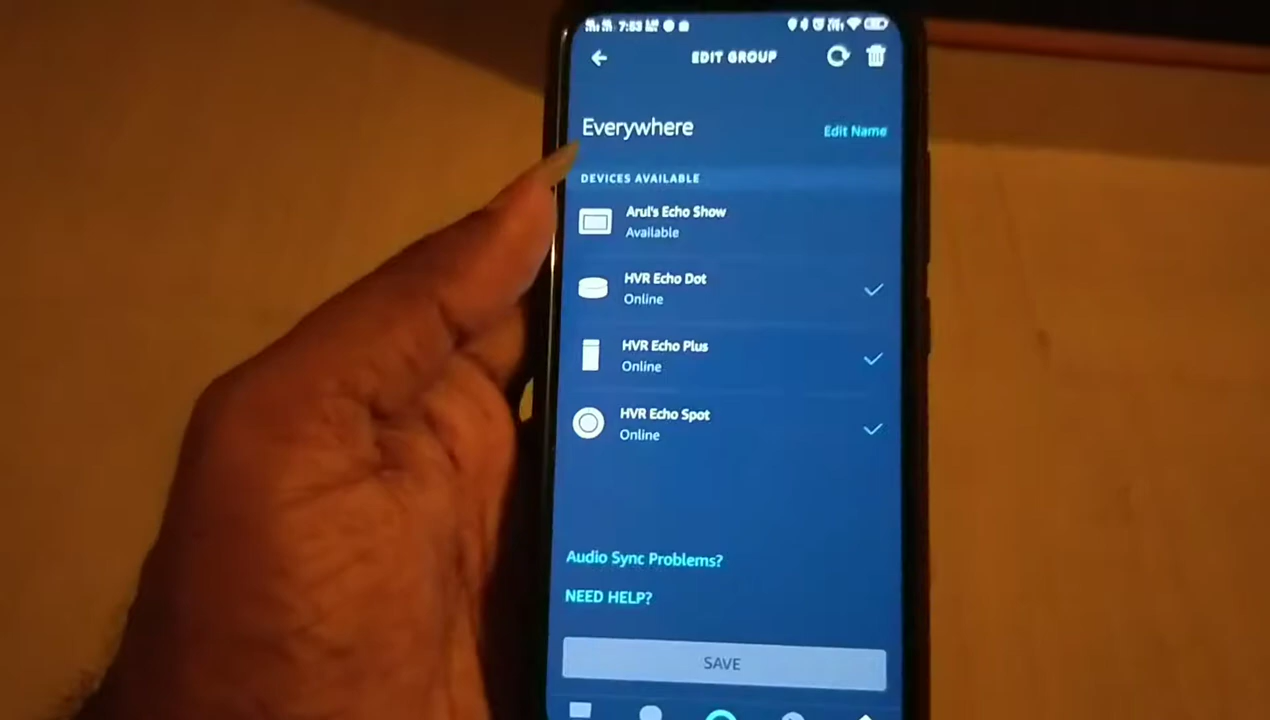 7:53
EDIT GROUP
Everywhere
Edit Name
DEVICES AVAILABLE
Arul's Echo Show
Available
HVR Echo Dot
Online
HVR Echo Plus
Online
HVR Echo Spot
Online
Audio Sync Problems?
NEED HELP?
SAVE